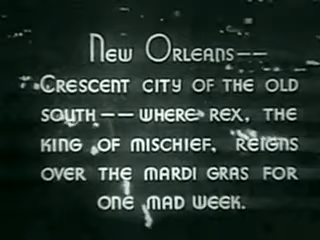 New Orleans--
Crescent city of the old
south--where Rex, the
king of mischief, reigns
over the Mardi Gras for
one mad week.